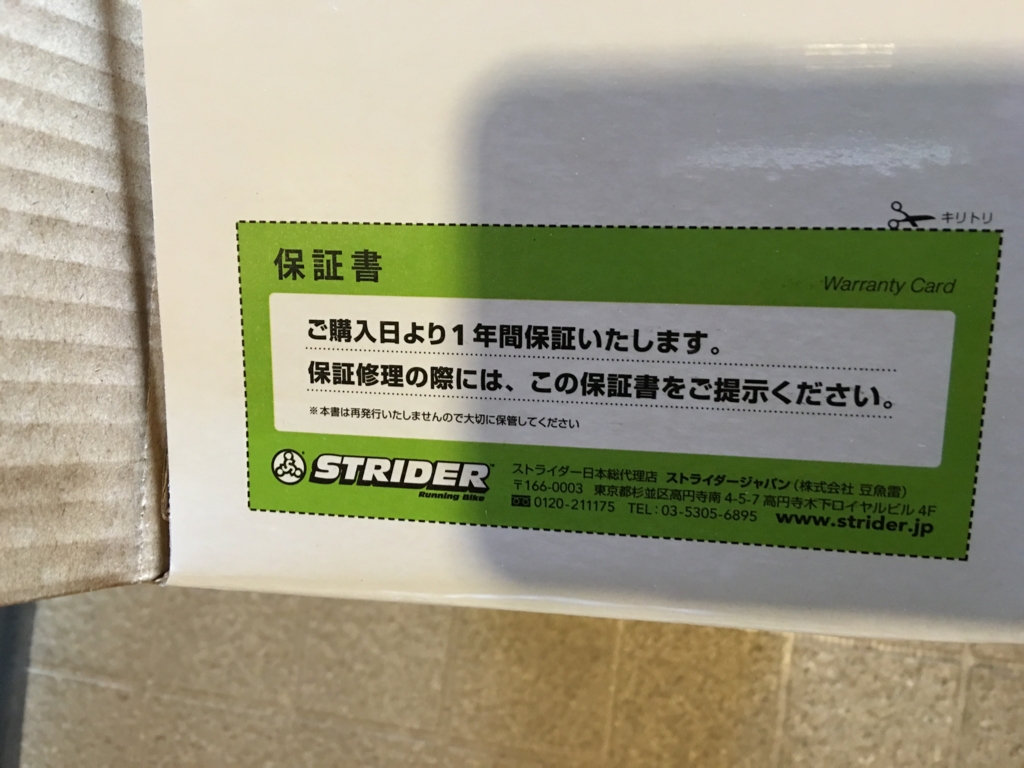 キリトリ
保証書
Warranty Card
ご購入日より1年間保証いたします。
保証修理の際には、この保証書をご提示ください。
※本書は再発行いたしませんので大切に保管してください
STRIDER
Running Bike
ストライダー日本総代理店 ストライダージャパン(株式会社 豆魚雷)
〒166-0003 東京都杉並区高円寺南4-5-7 高円寺木下ロイヤルビル 4F
0120-211175 TEL:03-5305-6895 www.strider.jp